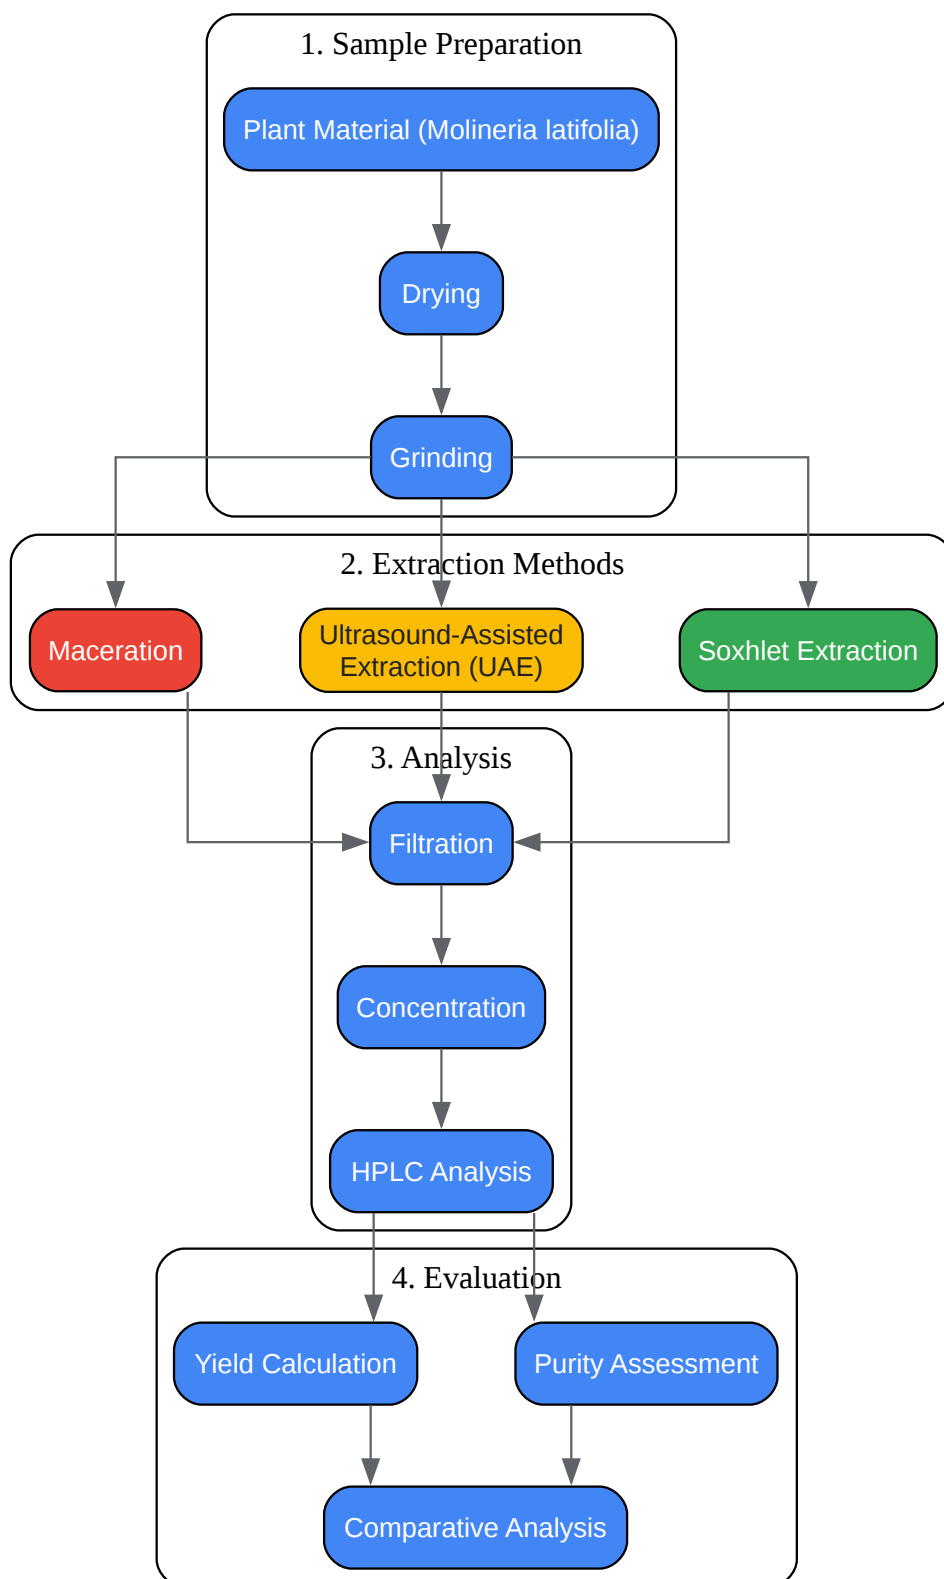 1. Sample Preparation
Plant Material (Molineria latifolia)
Drying
Grinding
2. Extraction Methods
Maceration
Ultrasound-Assisted
Extraction (UAE)
Soxhlet Extraction
3. Analysis
Filtration
Concentration
HPLC Analysis
4. Evaluation
Yield Calculation
Purity Assessment
Comparative Analysis